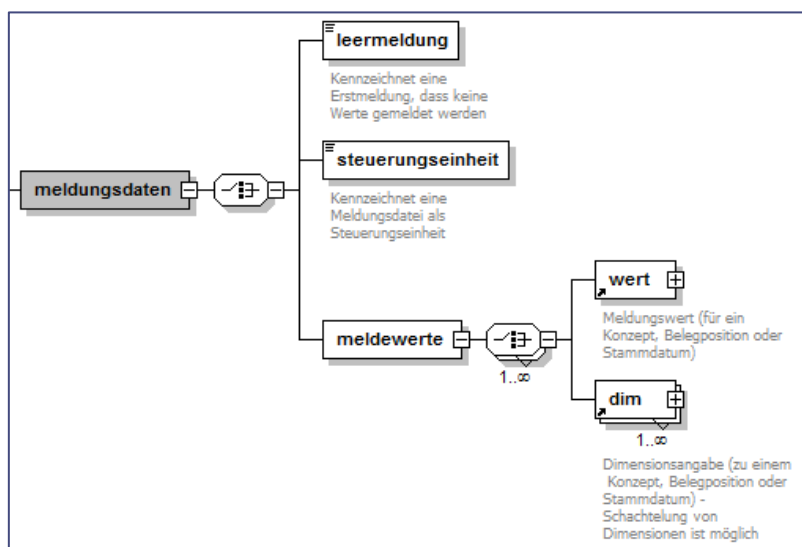 leermeldung
Kennzeichnet eine
Erstmeldung, dass keine
Werte gemeldet werden
meldungsdaten
steuerungseinheit
Kennzeichnet eine
Meldungsdatei als
Steuerungseinheit
meldewerte
1..∞
wert
Meldungswert (für ein
Konzept, Belegposition oder
Stammdatum)
dim
1..∞
Dimensionsangabe (zu einem
Konzept, Belegposition oder
Stammdatum) -
Schachtelung von
Dimensionen ist möglich